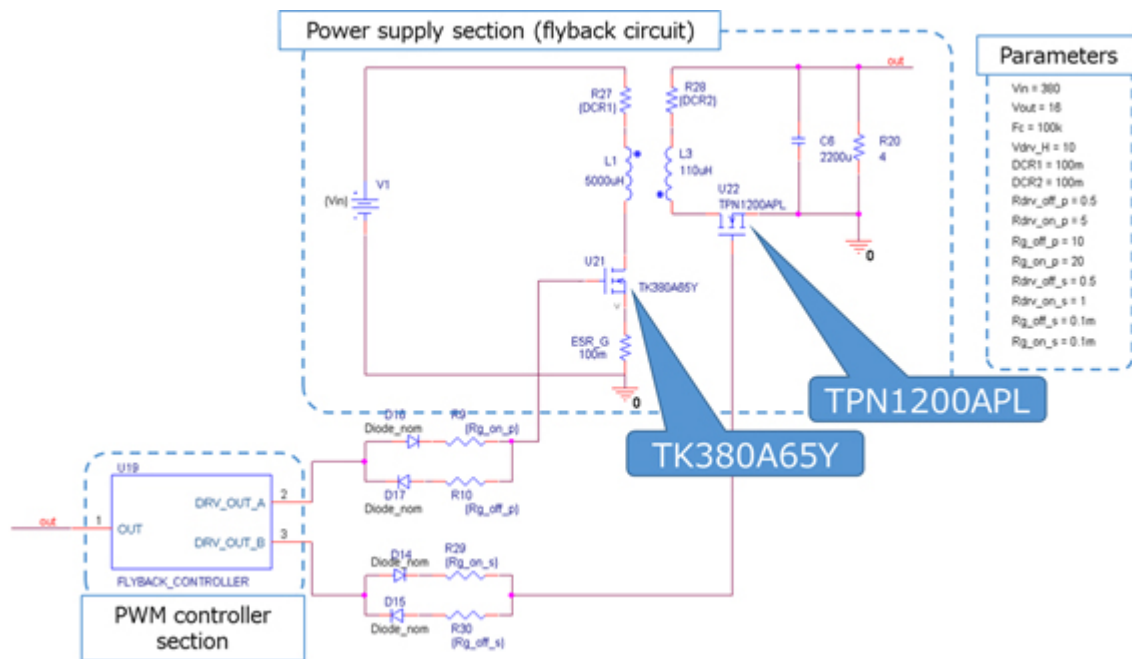 Power supply section (flyback circuit)
out
Parameters
Vin = 380
Vout = 16
Fc = 100k
Vdrv_H = 10
DCR1 = 100m
DCR2 = 100m
Rdrv_off_p = 0.5
Rdrv_on_p = 5
Rg_off_p = 10
Rg_on_p = 20
Rdrv_off_s = 0.5
Rdrv_on_s = 1
Rg_off_s = 0.1m
Rg_on_s = 0.1m
R27
(DCR1)
R28
(DCR2)
C6
2200u
R20
4
L1
5000uH
L3
110uH
V1
(Vin)
U22
TPN1200APL
0
U21
TK380A65Y
ESR_G
100m
0
TPN1200APL
TK380A65Y
D16
Diode_nom
R9
(Rg_on_p)
D17
Diode_nom
R10
(Rg_off_p)
U19
DRV_OUT_A
2
out
1
OUT
DRV_OUT_B
3
FLYBACK_CONTROLLER
D14
Diode_nom
R29
(Rg_on_s)
D15
Diode_nom
R30
(Rg_off_s)
PWM controller
section